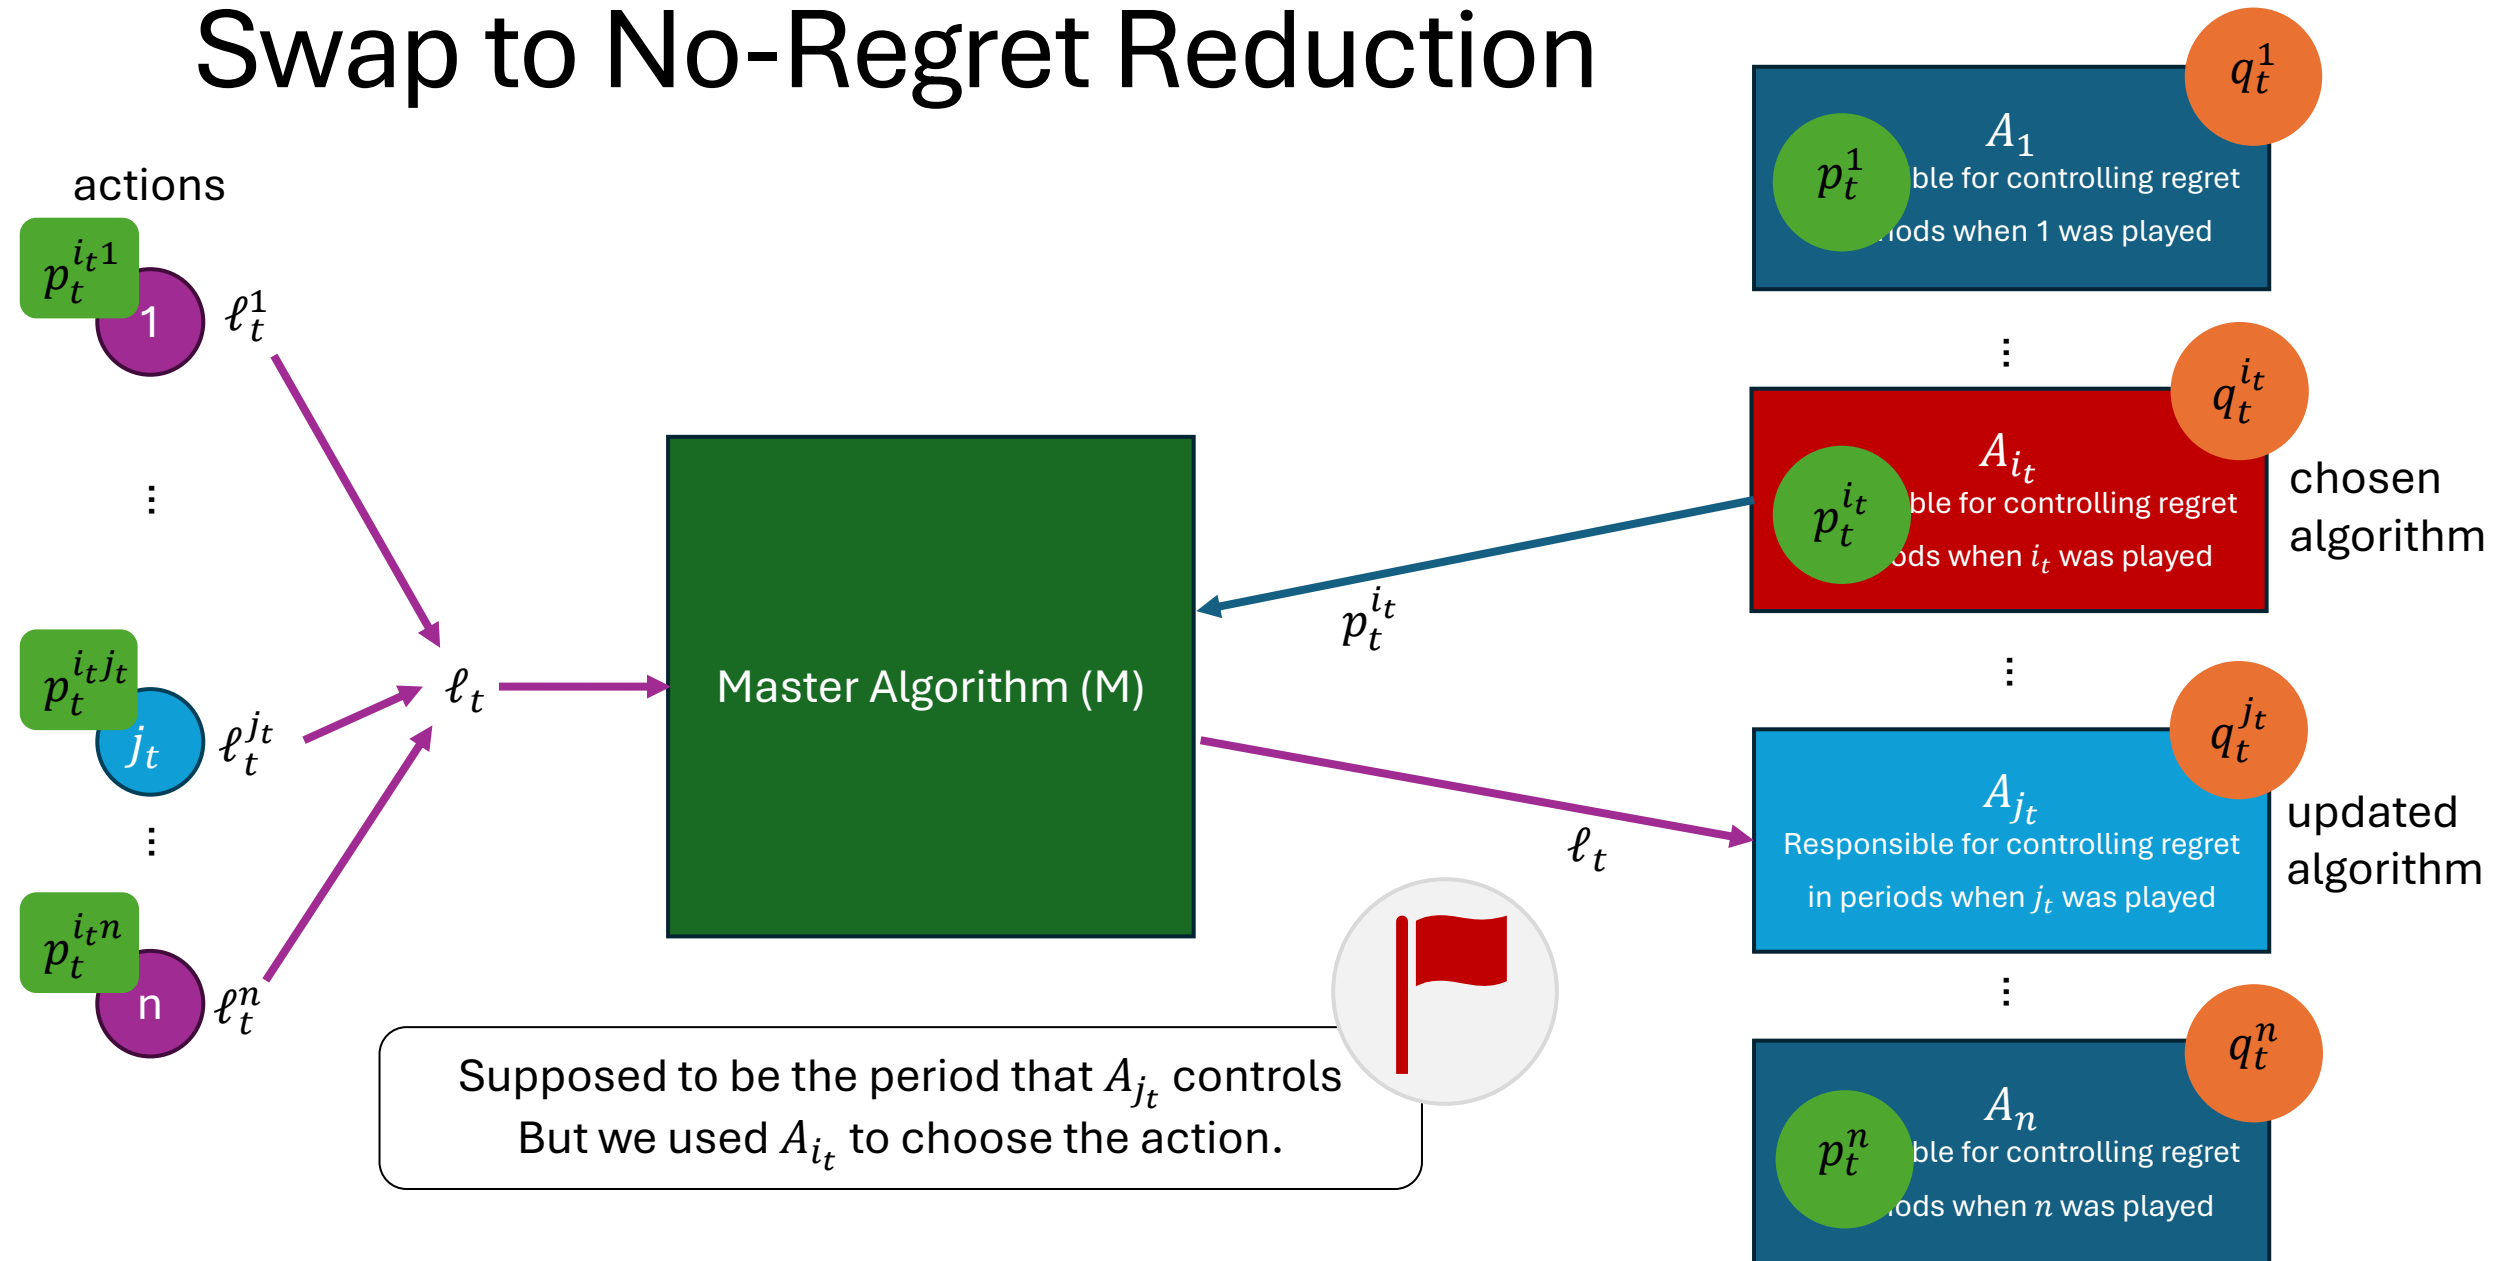 Swap to No-Regret Reduction
actions
p_t^{i_t 1}
1
ℓ_t^1
⋮
p_t^{i_t j_t}
j_t
ℓ_t^{j_t}
⋮
p_t^{i_t n}
n
ℓ_t^n
ℓ_t
Master Algorithm (M)
p_t^{i_t}
ℓ_t
Supposed to be the period that A_{j_t} controls
But we used A_{i_t} to choose the action.
q_t^1
A_1
p_t^1
ble for controlling regret
iods when 1 was played
⋮
q_t^{i_t}
A_{i_t}
p_t^{i_t}
ble for controlling regret
ods when i_t was played
chosen
algorithm
⋮
q_t^{j_t}
A_{j_t}
Responsible for controlling regret
in periods when j_t was played
updated
algorithm
⋮
q_t^n
A_n
p_t^n
ble for controlling regret
iods when n was played